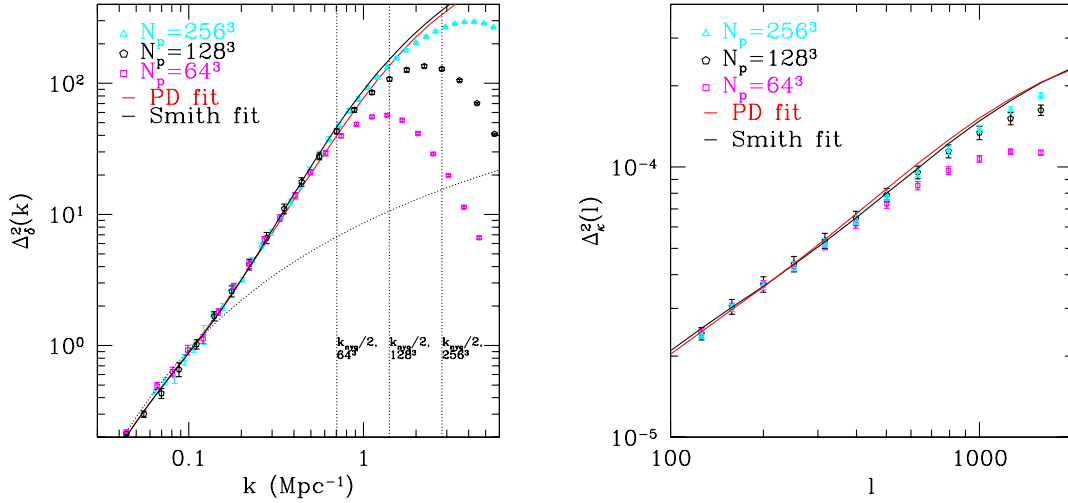 N_p=256³
N_p=128³
N_p=64³
PD fit
Smith fit
10²
10¹
10⁰
Δ_δ²(k)
k_nyq/2, 64³
k_nyq/2, 128³
k_nyq/2, 256³
0.1
1
k (Mpc⁻¹)
N_p=256³
N_p=128³
N_p=64³
PD fit
Smith fit
10⁻⁴
10⁻⁵
Δ_κ²(l)
100
1000
l